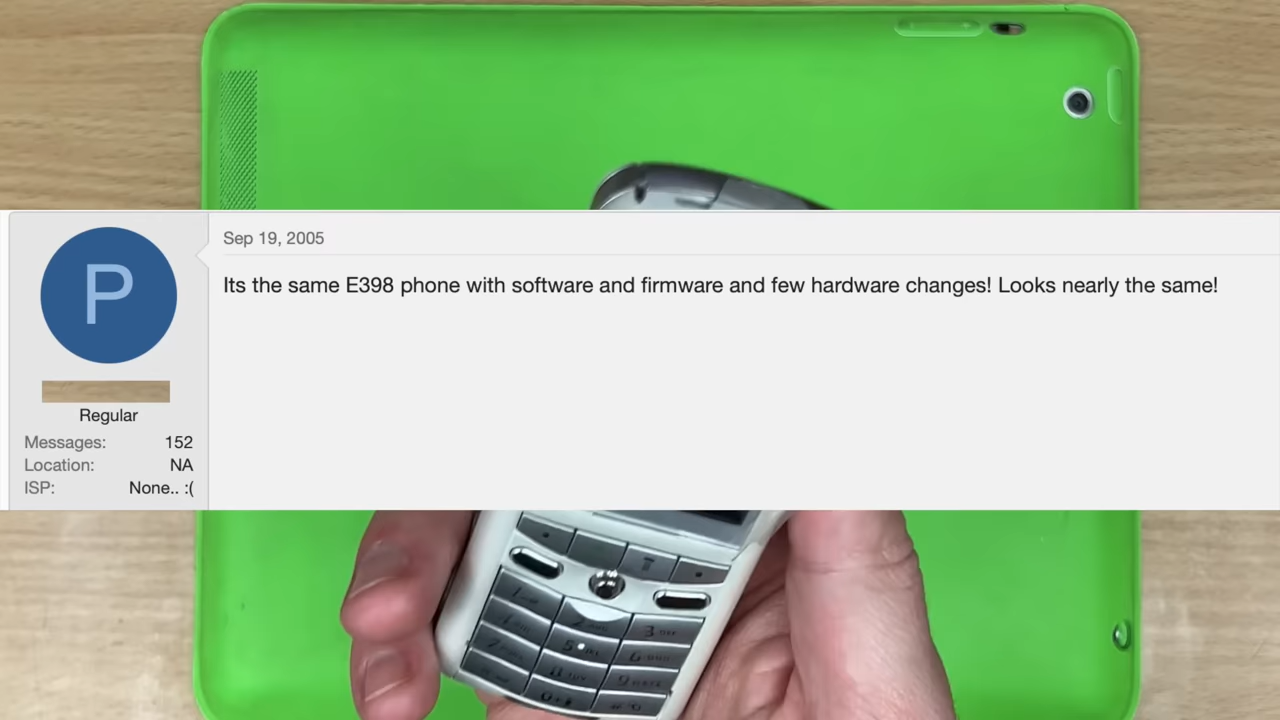 Sep 19, 2005
Its the same E398 phone with software and firmware and few hardware changes! Looks nearly the same!
P
Regular
Messages: 152
Location: NA
ISP: None.. :(
5